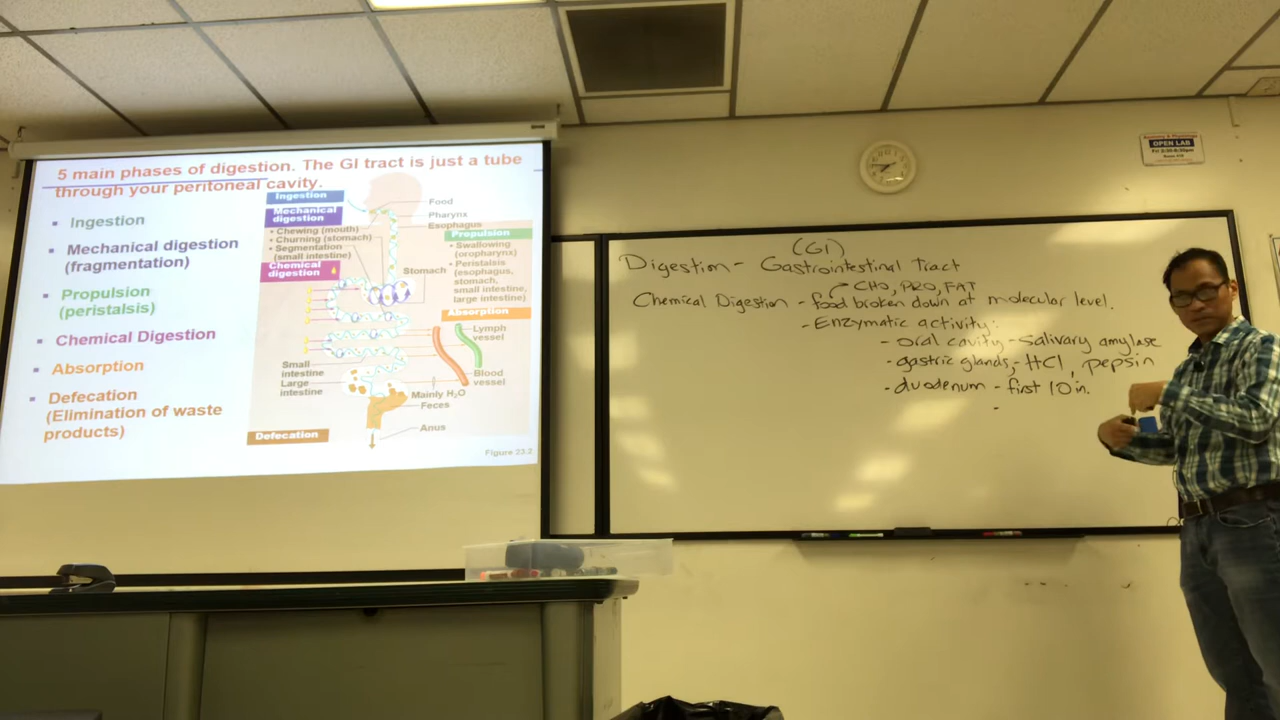 5 main phases of digestion. The GI tract is just a tube
through your peritoneal cavity.
▪ Ingestion
▪ Mechanical digestion
(fragmentation)
▪ Propulsion
(peristalsis)
▪ Chemical Digestion
▪ Absorption
▪ Defecation
(Elimination of waste
products)
Ingestion
Mechanical
digestion
• Chewing (mouth)
• Churning (stomach)
• Segmentation
(small intestine)
Chemical
digestion
Food
Pharynx
Esophagus
Propulsion
• Swallowing
(oropharynx)
• Peristalsis
(esophagus,
stomach,
small intestine,
large intestine)
Stomach
Absorption
Lymph
vessel
Small
intestine
Large
intestine
Blood
vessel
Mainly H₂O
Feces
Anus
Defecation
Figure 23.2
(GI)
Digestion - Gastrointestinal Tract
CHO, PRO, FAT
Chemical Digestion - food broken down at molecular level.
- Enzymatic activity:
- oral cavity - salivary amylase
- gastric glands - HCl, pepsin
- duodenum - first 10 in.
-
Anatomy & Physiology
OPEN LAB